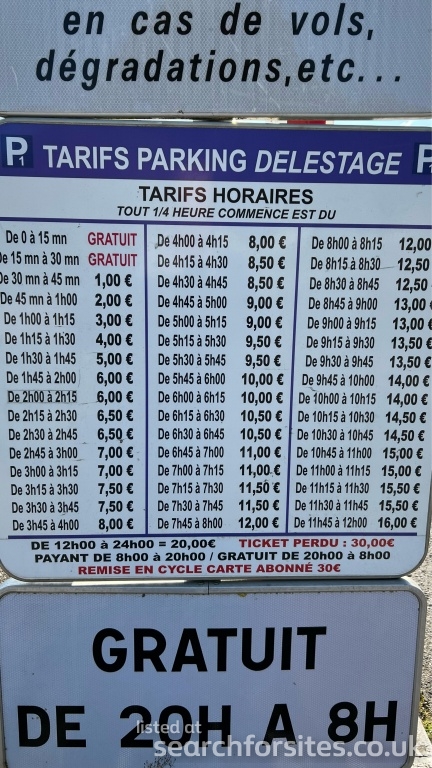 en cas de vols,
dégradations,etc...
P1 TARIFS PARKING DELESTAGE P1
TARIFS HORAIRES
TOUT 1/4 HEURE COMMENCE EST DU
De 0 à 15 mn GRATUIT
De 15 mn à 30 mn GRATUIT
De 30 mn à 45 mn 1,00 €
De 45 mn à 1h00 2,00 €
De 1h00 à 1h15 3,00 €
De 1h15 à 1h30 4,00 €
De 1h30 à 1h45 5,00 €
De 1h45 à 2h00 6,00 €
De 2h00 à 2h15 6,00 €
De 2h15 à 2h30 6,50 €
De 2h30 à 2h45 6,50 €
De 2h45 à 3h00 7,00 €
De 3h00 à 3h15 7,00 €
De 3h15 à 3h30 7,50 €
De 3h30 à 3h45 7,50 €
De 3h45 à 4h00 8,00 €
De 4h00 à 4h15 8,00 €
De 4h15 à 4h30 8,50 €
De 4h30 à 4h45 8,50 €
De 4h45 à 5h00 9,00 €
De 5h00 à 5h15 9,00 €
De 5h15 à 5h30 9,50 €
De 5h30 à 5h45 9,50 €
De 5h45 à 6h00 10,00 €
De 6h00 à 6h15 10,00 €
De 6h15 à 6h30 10,50 €
De 6h30 à 6h45 10,50 €
De 6h45 à 7h00 11,00 €
De 7h00 à 7h15 11,00 €
De 7h15 à 7h30 11,50 €
De 7h30 à 7h45 11,50 €
De 7h45 à 8h00 12,00 €
De 8h00 à 8h15 12,00
De 8h15 à 8h30 12,50
De 8h30 à 8h45 12,50
De 8h45 à 9h00 13,00 €
De 9h00 à 9h15 13,00 €
De 9h15 à 9h30 13,50 €
De 9h30 à 9h45 13,50 €
De 9h45 à 10h00 14,00 €
De 10h00 à 10h15 14,00 €
De 10h15 à 10h30 14,50 €
De 10h30 à 10h45 14,50 €
De 10h45 à 11h00 15,00 €
De 11h00 à 11h15 15,00 €
De 11h15 à 11h30 15,50 €
De 11h30 à 11h45 15,50 €
De 11h45 à 12h00 16,00 €
DE 12h00 à 24h00 = 20,00€ TICKET PERDU : 30,00€
PAYANT DE 8h00 à 20h00 / GRATUIT DE 20h00 à 8h00
REMISE EN CYCLE CARTE ABONNÉ 30€
GRATUIT
DE 20H A 8H
listed at
searchforsites.co.uk